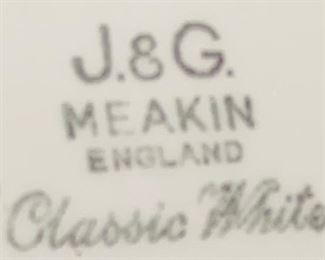 J.&G.
MEAKIN
ENGLAND
Classic White